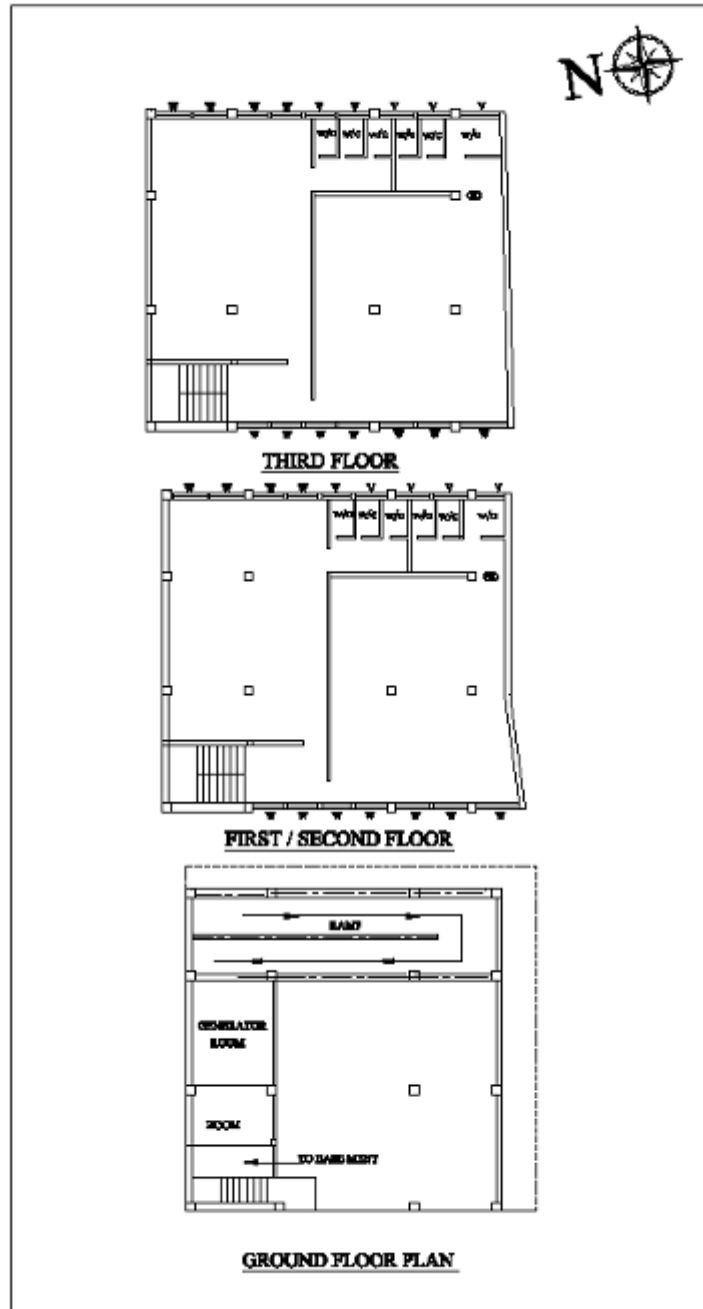 N
W W W W V V V V V
W/C W/C W/C W/C W/C W/C
W W W W W W W
THIRD FLOOR
W W W W V V V V V
W/C W/C W/C W/C W/C W/C
W W W W W W W
FIRST / SECOND FLOOR
RAMP
GENERATOR
ROOM
ROOM
TO BASEMENT
GROUND FLOOR PLAN